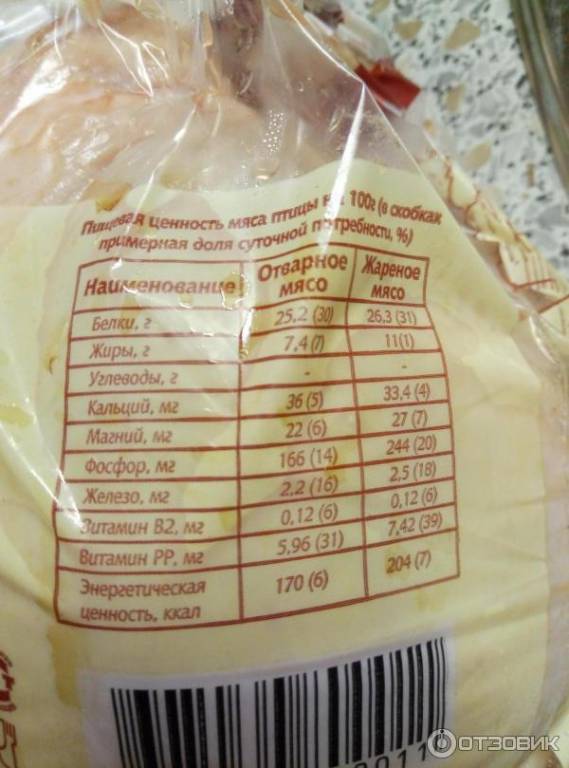 Пищевая ценность мяса птицы на 100г (в скобках
примерная доля суточной потребности, %)
Наименование Отварное мясо Жареное мясо
Белки, г 25,2 (30) 26,3 (31)
Жиры, г 7,4 (7) 11(1)
Углеводы, г - -
Кальций, мг 36 (5) 33,4 (4)
Магний, мг 22 (6) 27 (7)
Фосфор, мг 166 (14) 244 (20)
Железо, мг 2,2 (16) 2,5 (18)
Витамин В2, мг 0,12 (6) 0,12 (6)
Витамин РР, мг 5,96 (31) 7,42 (39)
Энергетическая ценность, ккал 170 (6) 204 (7)
ОТЗОВИК